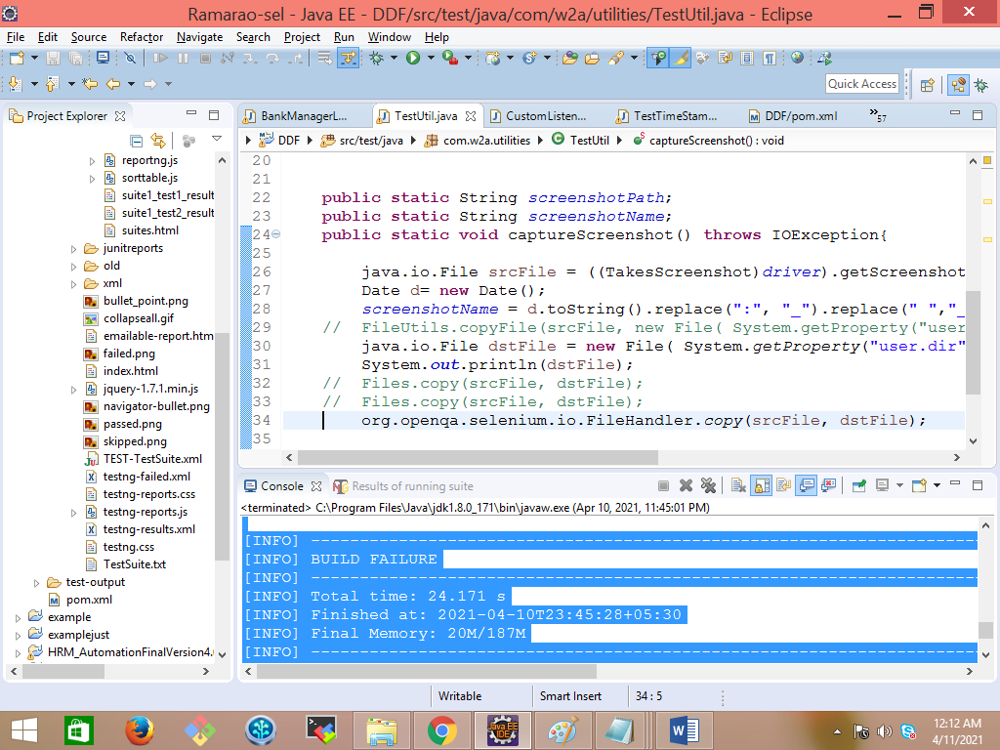 Ramarao-sel - Java EE - DDF/src/test/java/com/w2a/utilities/TestUtil.java - Eclipse
File Edit Source Refactor Navigate Search Project Run Window Help
Quick Access
Project Explorer
reportng.js
sorttable.js
suite1_test1_result
suite1_test2_result
suites.html
junitreports
old
xml
bullet_point.png
collapseall.gif
emailable-report.htm
failed.png
index.html
jquery-1.7.1.min.js
navigator-bullet.png
passed.png
skipped.png
TEST-TestSuite.xml
testng-failed.xml
testng-reports.css
testng-reports.js
testng-results.xml
testng.css
TestSuite.txt
test-output
pom.xml
example
examplejust
HRM_AutomationFinalVersion4.
BankManagerL... TestUtil.java CustomListen... TestTimeStam... DDF/pom.xml »57
DDF src/test/java com.w2a.utilities TestUtil captureScreenshot() : void
20
21
22 public static String screenshotPath;
23 public static String screenshotName;
24 public static void captureScreenshot() throws IOException{
25
26 java.io.File srcFile = ((TakesScreenshot)driver).getScreenshot
27 Date d= new Date();
28 screenshotName = d.toString().replace(":", "_").replace(" ","_
29 // FileUtils.copyFile(srcFile, new File( System.getProperty("user
30 java.io.File dstFile = new File( System.getProperty("user.dir"
31 System.out.println(dstFile);
32 // Files.copy(srcFile, dstFile);
33 // Files.copy(srcFile, dstFile);
34 org.openqa.selenium.io.FileHandler.copy(srcFile, dstFile);
35
Console Results of running suite
<terminated> C:\Program Files\Java\jdk1.8.0_171\bin\javaw.exe (Apr 10, 2021, 11:45:01 PM)
[INFO] ------------------------------------------------------------------------
[INFO] BUILD FAILURE
[INFO] ------------------------------------------------------------------------
[INFO] Total time: 24.171 s
[INFO] Finished at: 2021-04-10T23:45:28+05:30
[INFO] Final Memory: 20M/187M
[INFO] ------------------------------------------------------------------------
Writable Smart Insert 34 : 5
Java EE
IDE
12:12 AM
4/11/2021